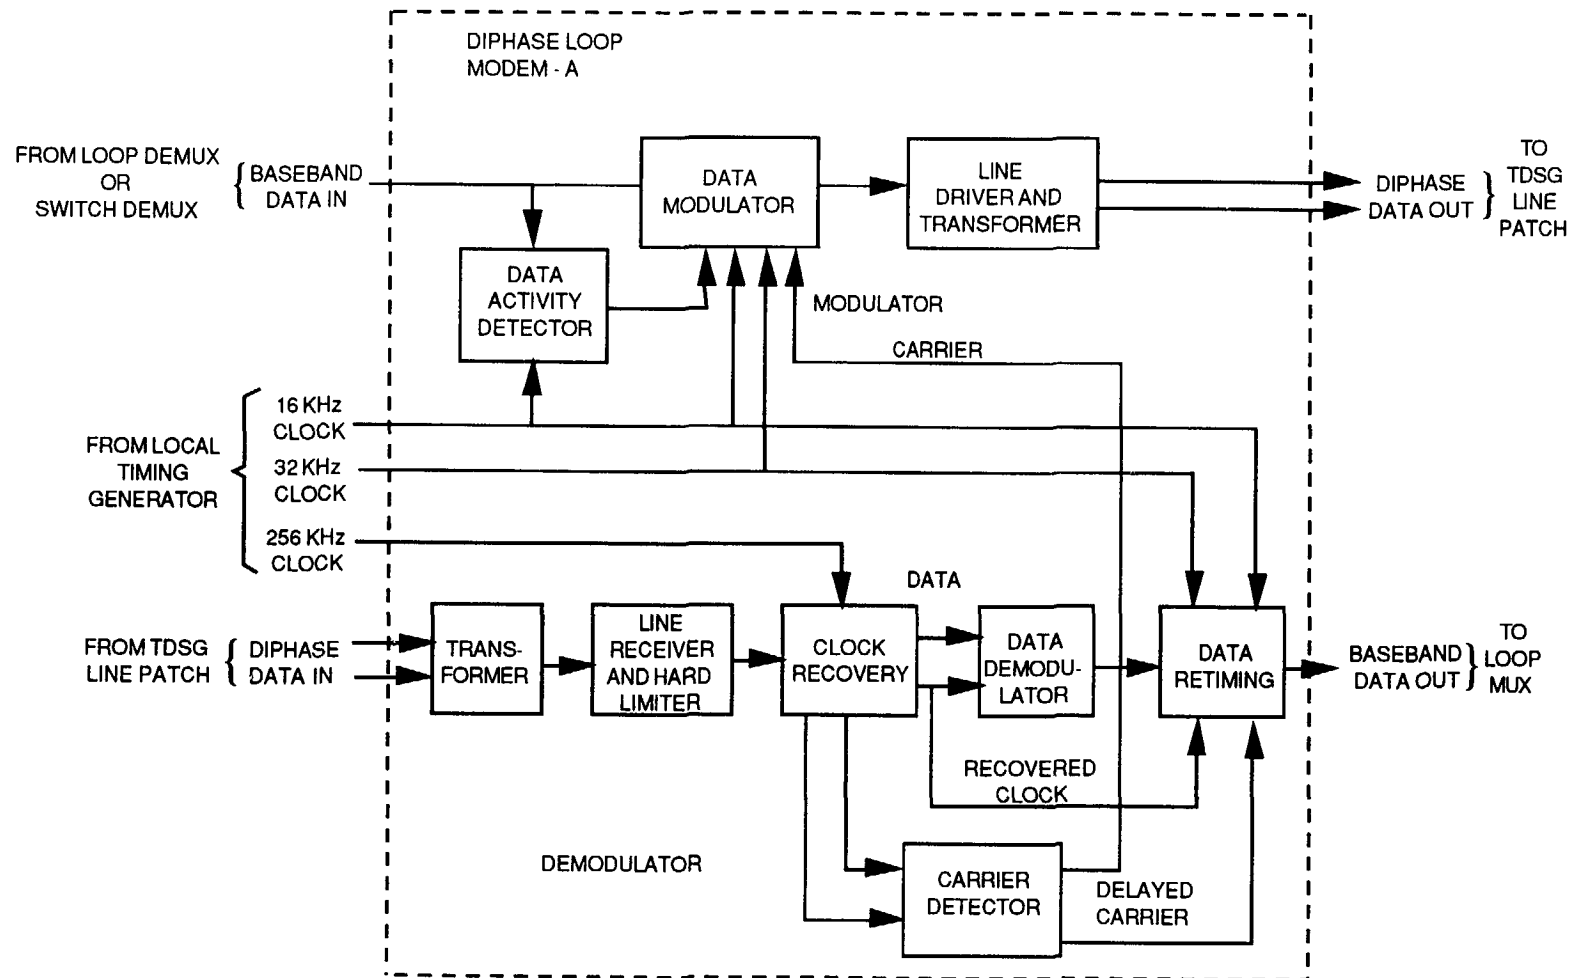 DIPHASE LOOP
MODEM - A
FROM LOOP DEMUX
OR
SWITCH DEMUX
BASEBAND
DATA IN
DATA
MODULATOR
LINE
DRIVER AND
TRANSFORMER
DIPHASE
DATA OUT
TO
TDSG
LINE
PATCH
DATA
ACTIVITY
DETECTOR
MODULATOR
CARRIER
FROM LOCAL
TIMING
GENERATOR
16 KHz
CLOCK
32 KHz
CLOCK
256 KHz
CLOCK
DATA
FROM TDSG
LINE PATCH
DIPHASE
DATA IN
TRANS-
FORMER
LINE
RECEIVER
AND HARD
LIMITER
CLOCK
RECOVERY
DATA
DEMODU-
LATOR
DATA
RETIMING
BASEBAND
DATA OUT
TO
LOOP
MUX
RECOVERED
CLOCK
DEMODULATOR
CARRIER
DETECTOR
DELAYED
CARRIER